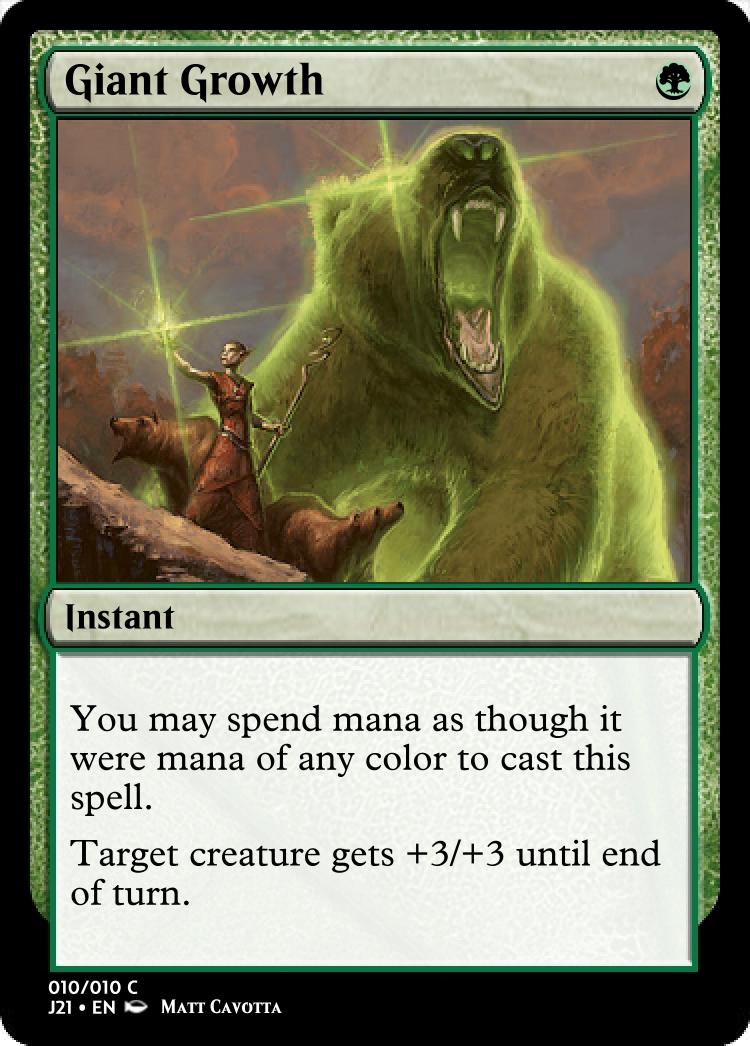 Giant Growth
Instant
You may spend mana as though it
were mana of any color to cast this
spell.
Target creature gets +3/+3 until end
of turn.
010/010 C
J21 • EN Matt Cavotta